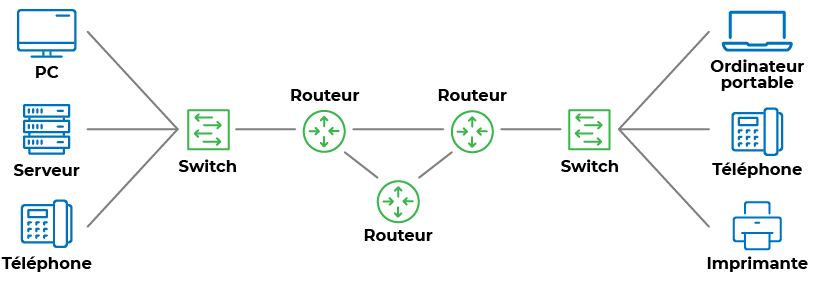 PC
Serveur
Téléphone
Switch
Routeur
Routeur
Routeur
Switch
Ordinateur
portable
Téléphone
Imprimante